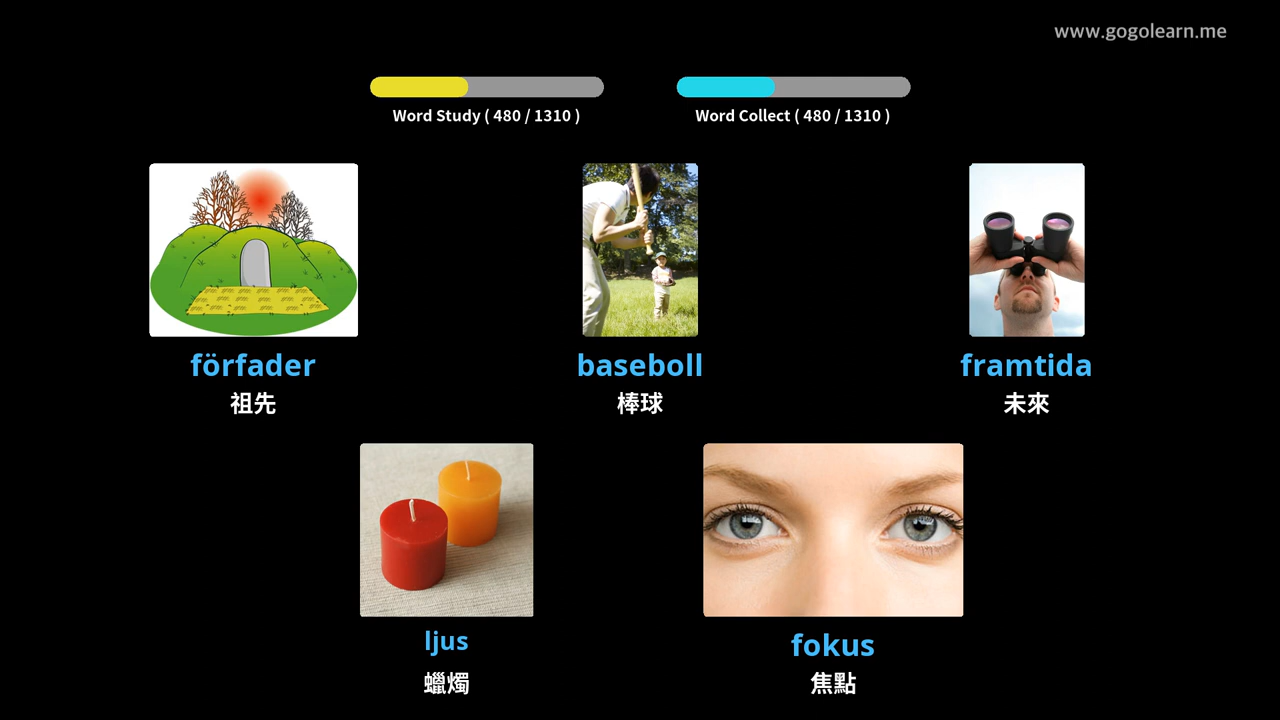 www.gogolearn.me
Word Study ( 480 / 1310 )
Word Collect ( 480 / 1310 )
förfader
祖先
baseboll
棒球
framtida
未來
ljus
蠟燭
fokus
焦點